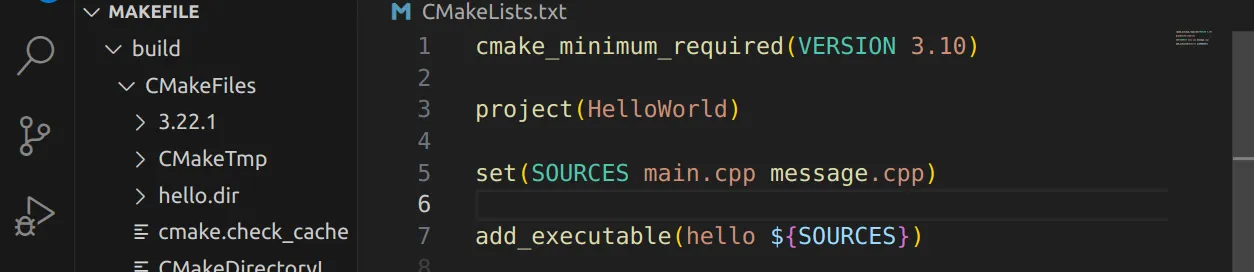 MAKEFILE
build
CMakeFiles
3.22.1
CMakeTmp
hello.dir
cmake.check_cache
CMakeLists.txt
1 cmake_minimum_required(VERSION 3.10)
2
3 project(HelloWorld)
4
5 set(SOURCES main.cpp message.cpp)
6
7 add_executable(hello ${SOURCES})
8